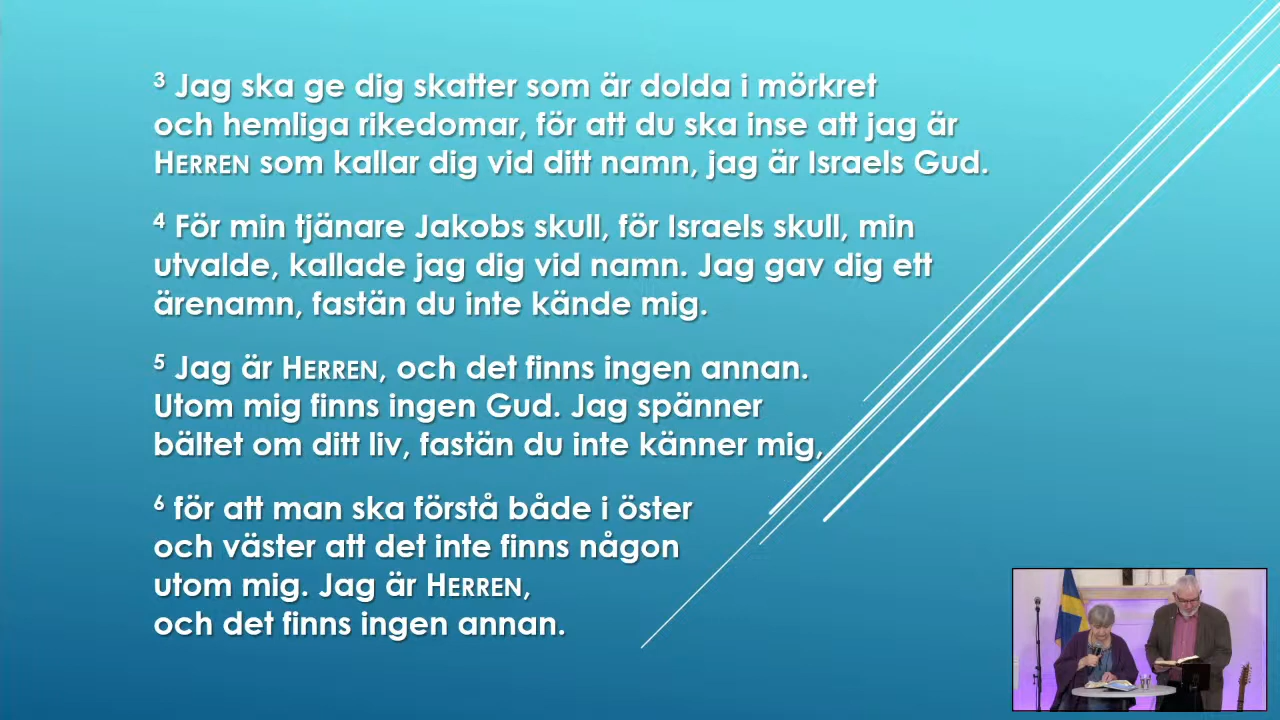 ³ Jag ska ge dig skatter som är dolda i mörkret
och hemliga rikedomar, för att du ska inse att jag är
HERREN som kallar dig vid ditt namn, jag är Israels Gud.
⁴ För min tjänare Jakobs skull, för Israels skull, min
utvalde, kallade jag dig vid namn. Jag gav dig ett
ärenamn, fastän du inte kände mig.
⁵ Jag är HERREN, och det finns ingen annan.
Utom mig finns ingen Gud. Jag spänner
bältet om ditt liv, fastän du inte känner mig,
⁶ för att man ska förstå både i öster
och väster att det inte finns någon
utom mig. Jag är HERREN,
och det finns ingen annan.